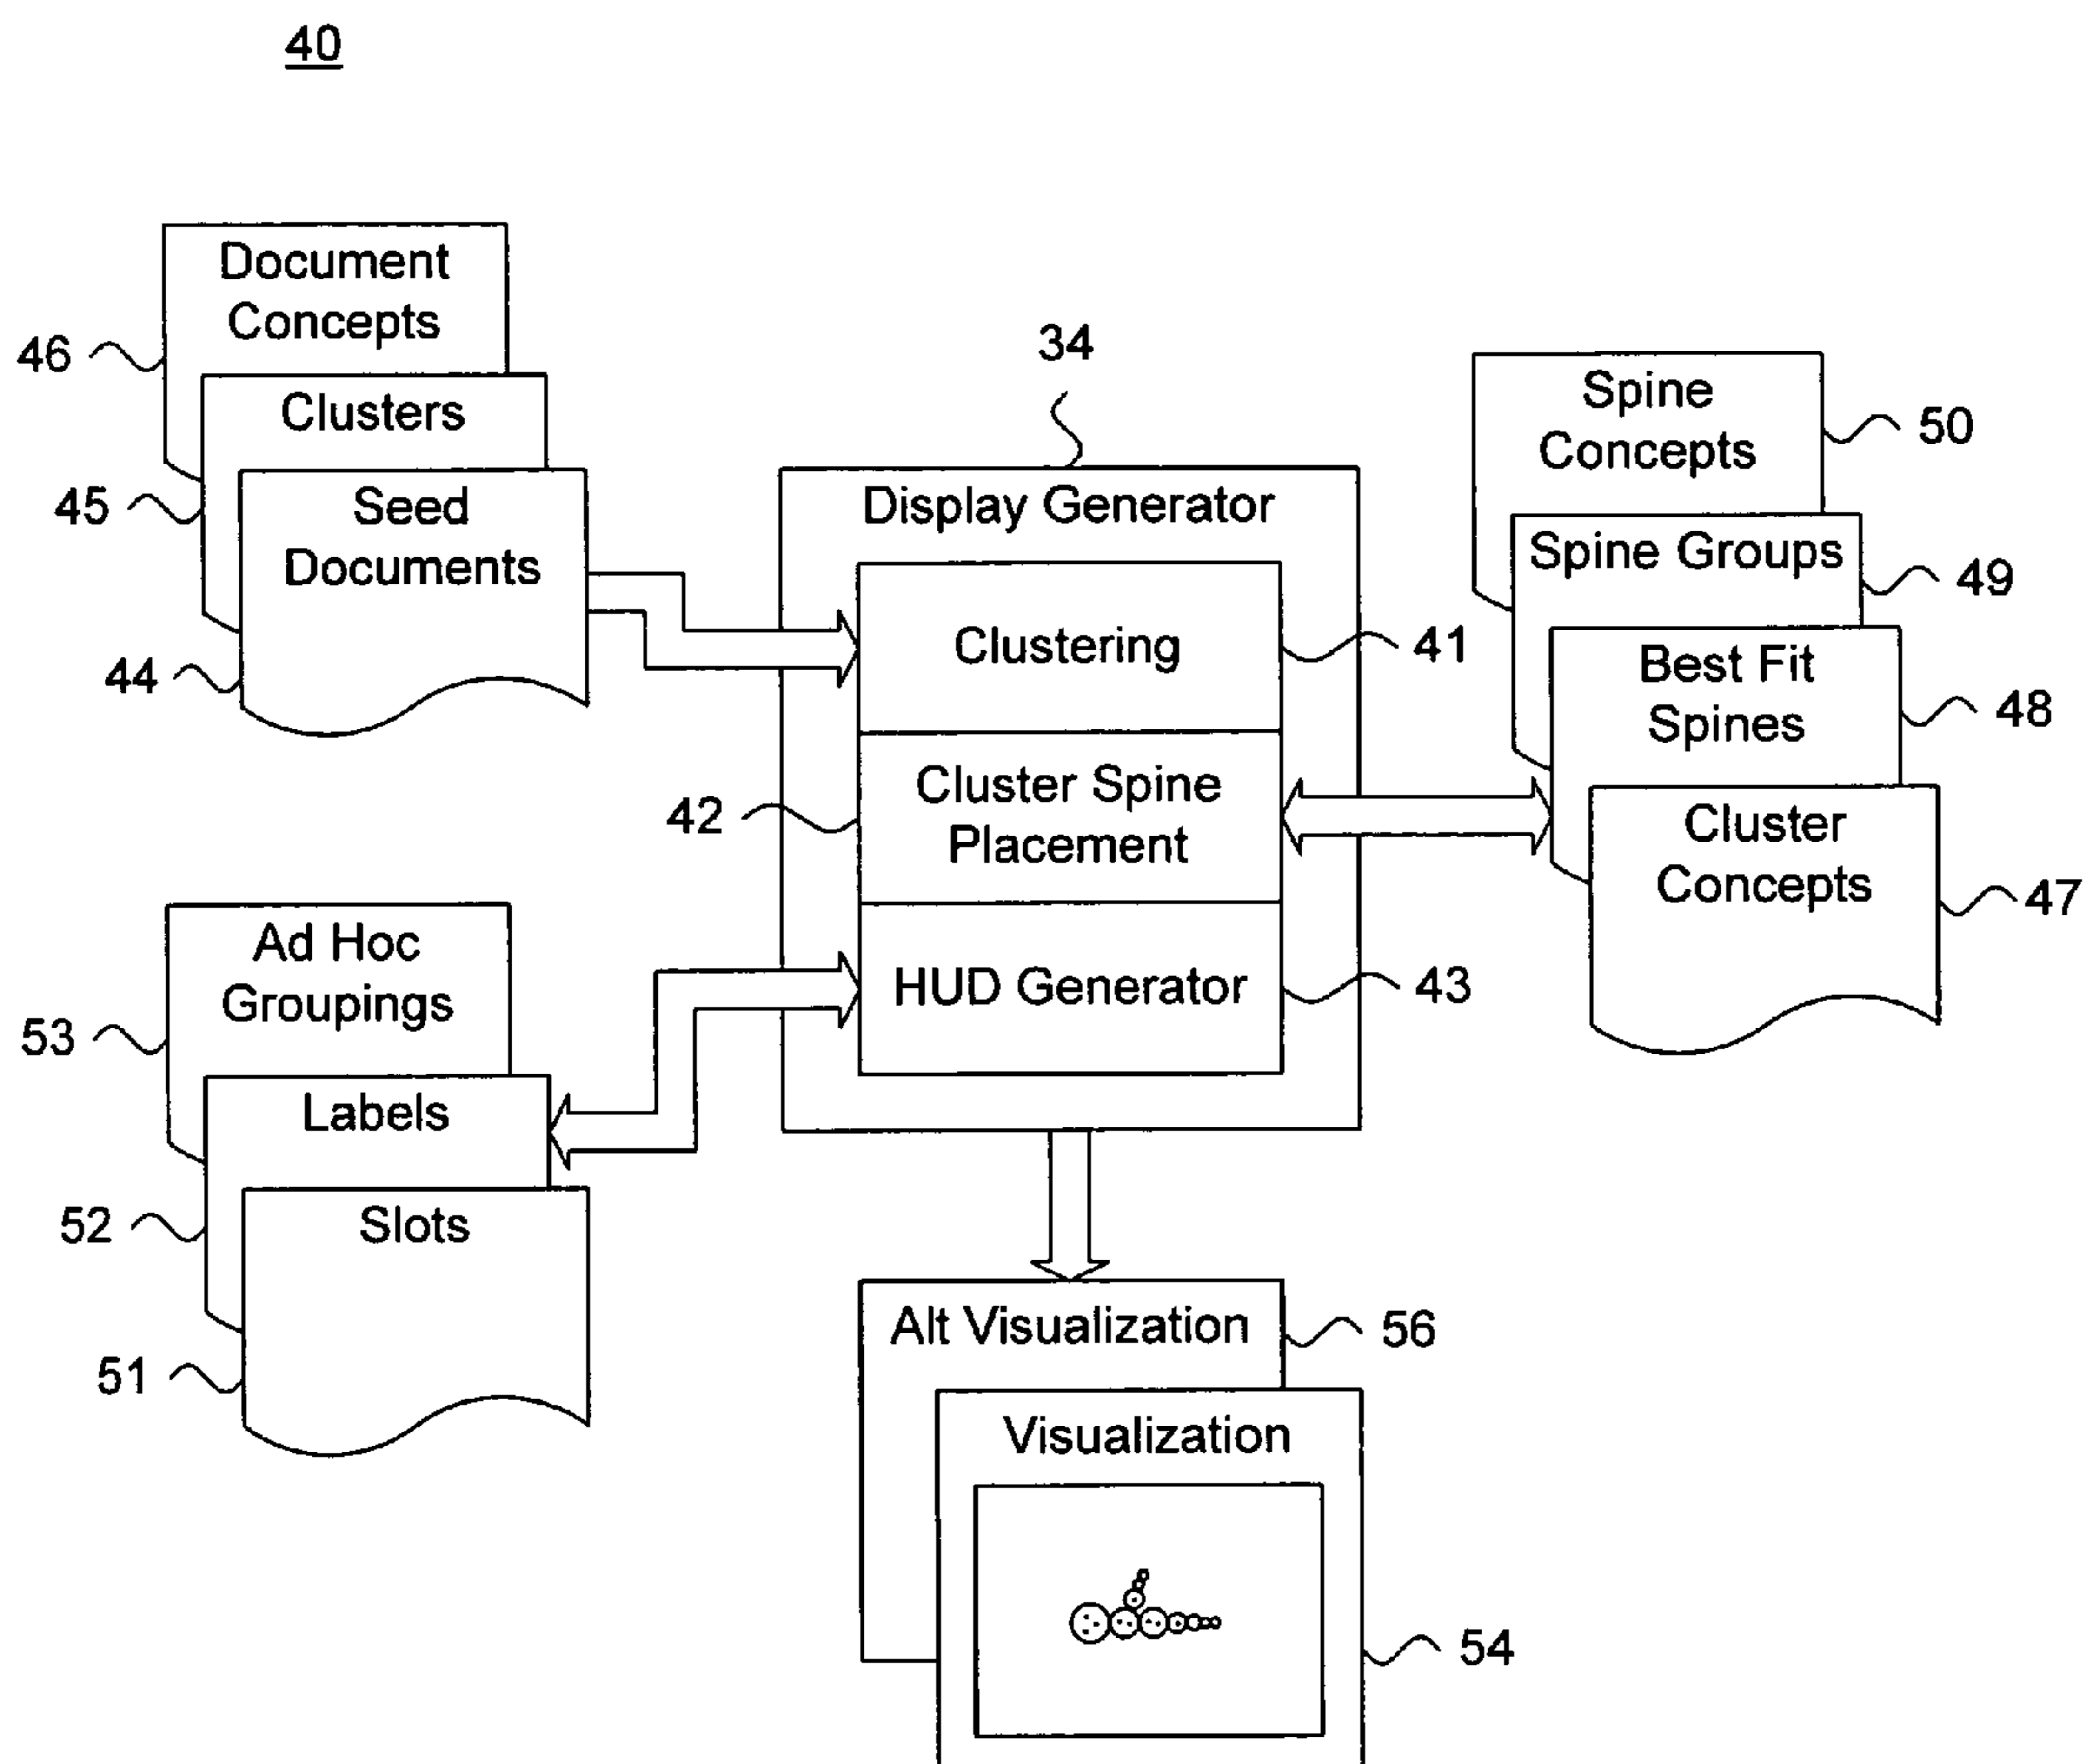 40
Document
Concepts
46
Clusters
45
Seed
Documents
44
34
Display Generator
Clustering
41
Cluster Spine
Placement
42
HUD Generator
43
Spine
Concepts
50
Spine Groups
49
Best Fit
Spines
48
Cluster
Concepts
47
Ad Hoc
Groupings
53
Labels
52
Slots
51
Alt Visualization
56
Visualization
54